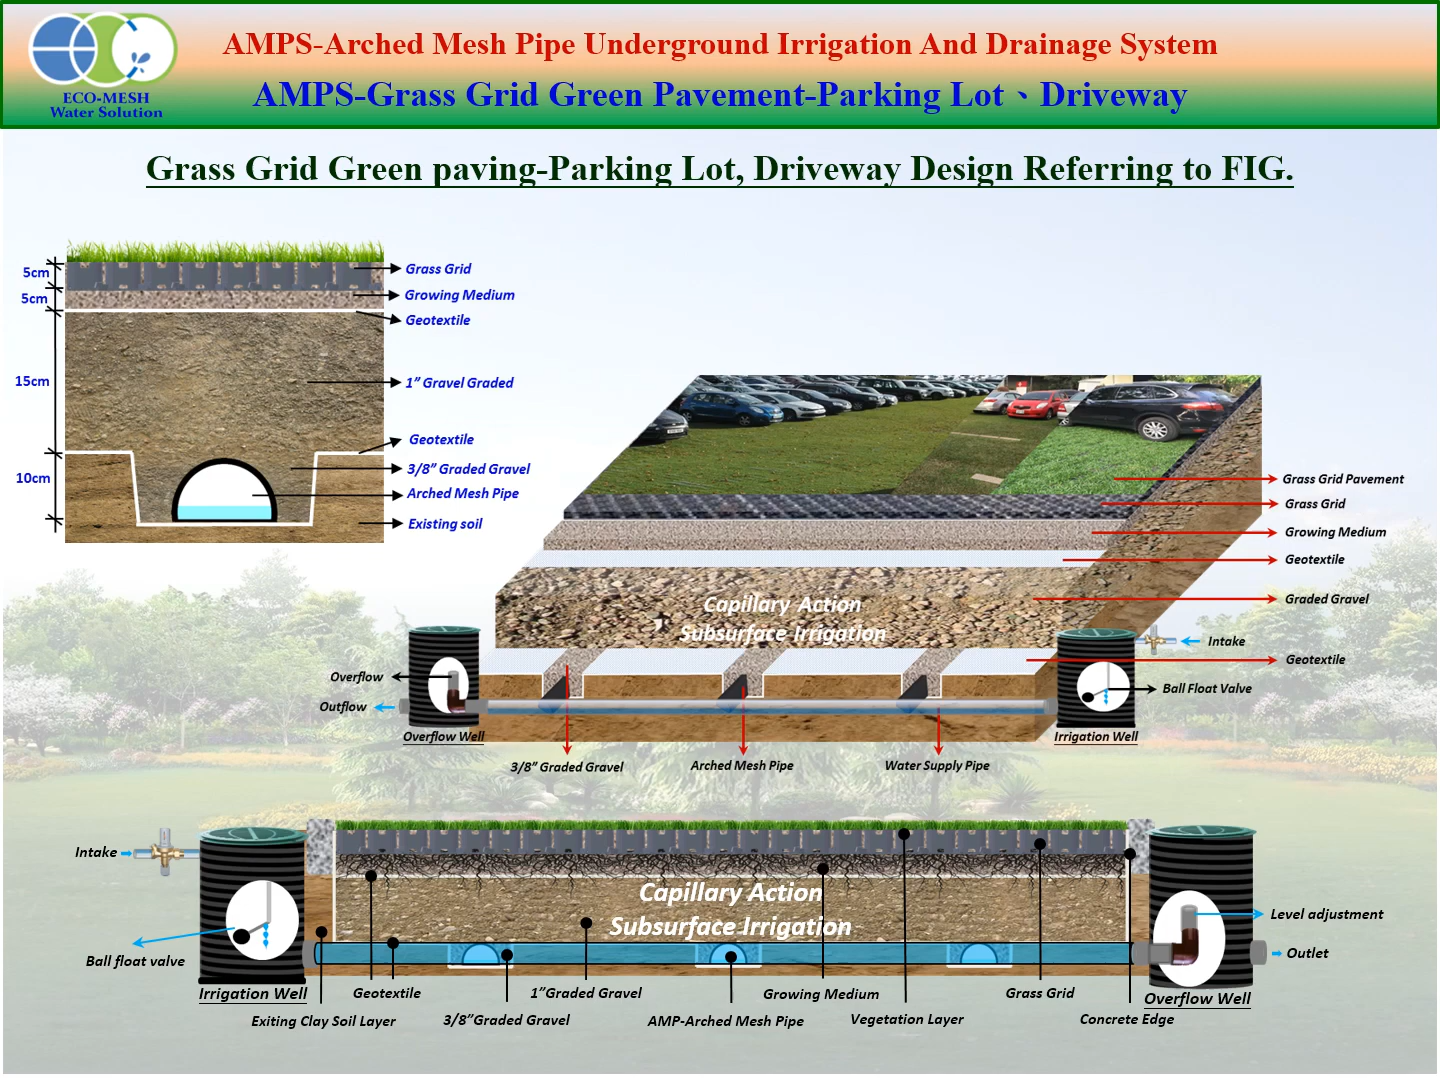 AMPS-Arched Mesh Pipe Underground Irrigation And Drainage System
AMPS-Grass Grid Green Pavement-Parking Lot、Driveway
ECO-MESH
Water Solution
Grass Grid Green paving-Parking Lot, Driveway Design Referring to FIG.
5cm
5cm
15cm
10cm
Grass Grid
Growing Medium
Geotextile
1” Gravel Graded
Geotextile
3/8” Graded Gravel
Arched Mesh Pipe
Existing soil
Grass Grid Pavement
Grass Grid
Growing Medium
Geotextile
Graded Gravel
Capillary Action
Subsurface Irrigation
Intake
Geotextile
Ball Float Valve
Overflow
Outflow
Overflow Well
Irrigation Well
3/8” Graded Gravel
Arched Mesh Pipe
Water Supply Pipe
Intake
Capillary Action
Subsurface Irrigation
Ball float valve
Level adjustment
Outlet
Irrigation Well
Geotextile
1”Graded Gravel
Growing Medium
Grass Grid
Overflow Well
Exiting Clay Soil Layer
3/8”Graded Gravel
AMP-Arched Mesh Pipe
Vegetation Layer
Concrete Edge